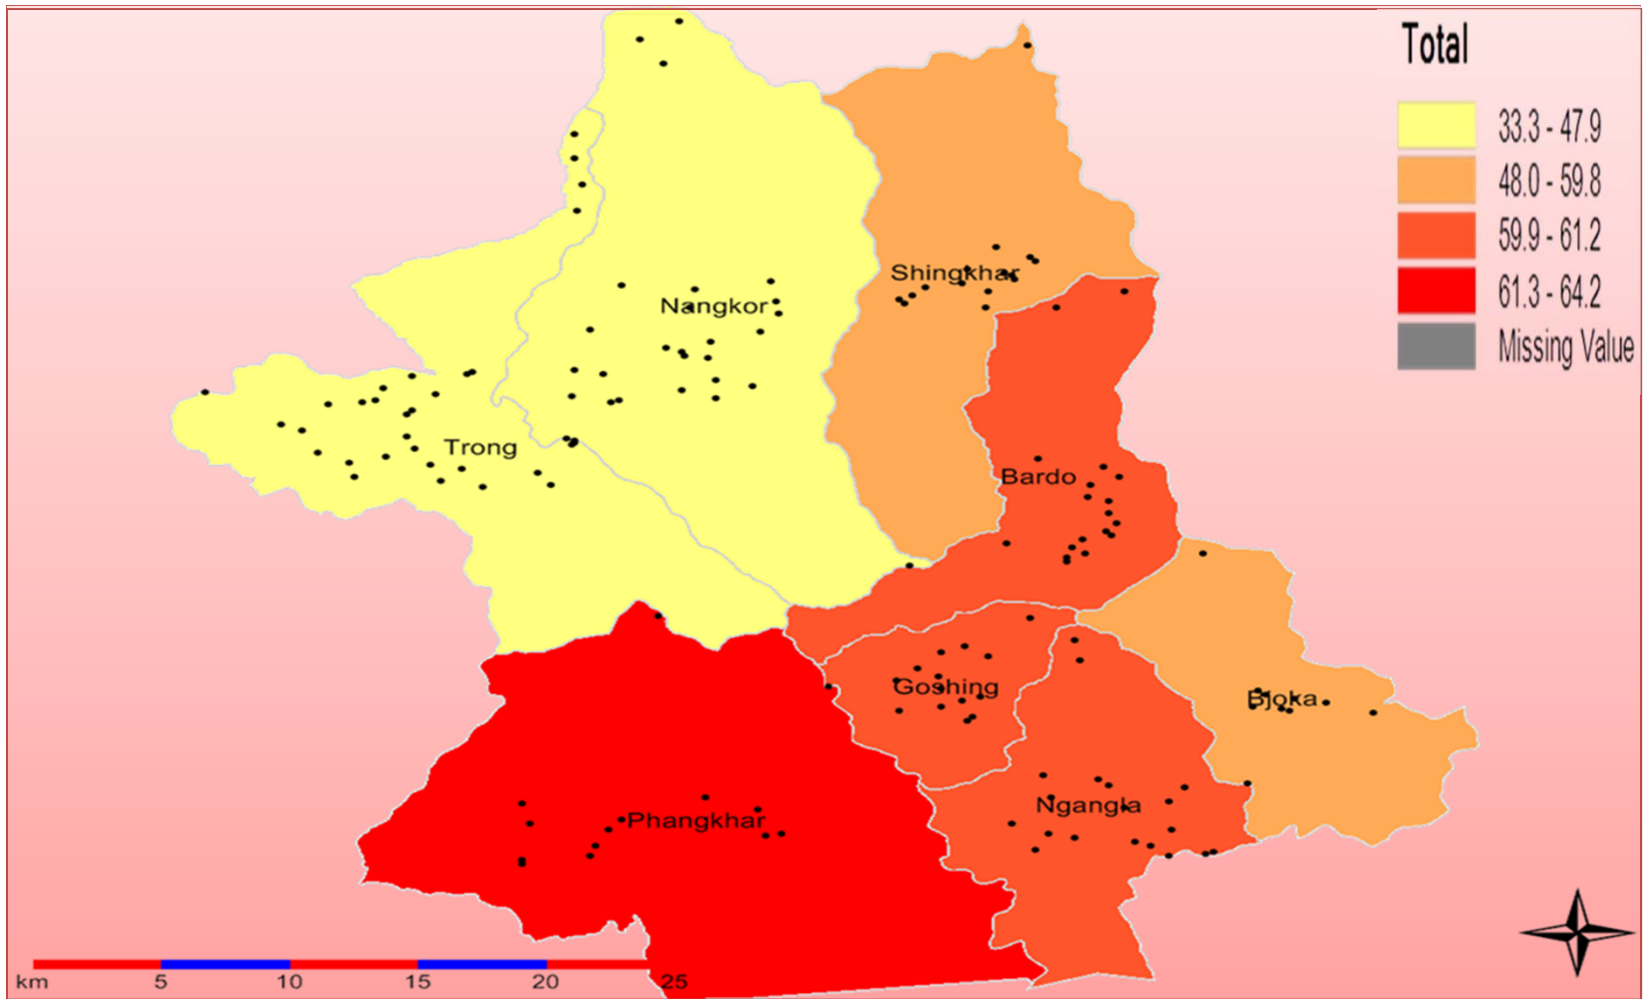 Total
33.3 - 47.9
48.0 - 59.8
59.9 - 61.2
61.3 - 64.2
Missing Value
Shingkhar
Nangkor
Trong
Bardo
Goshing
Bjoka
Ngangla
Phangkhar
km 5 10 15 20 25